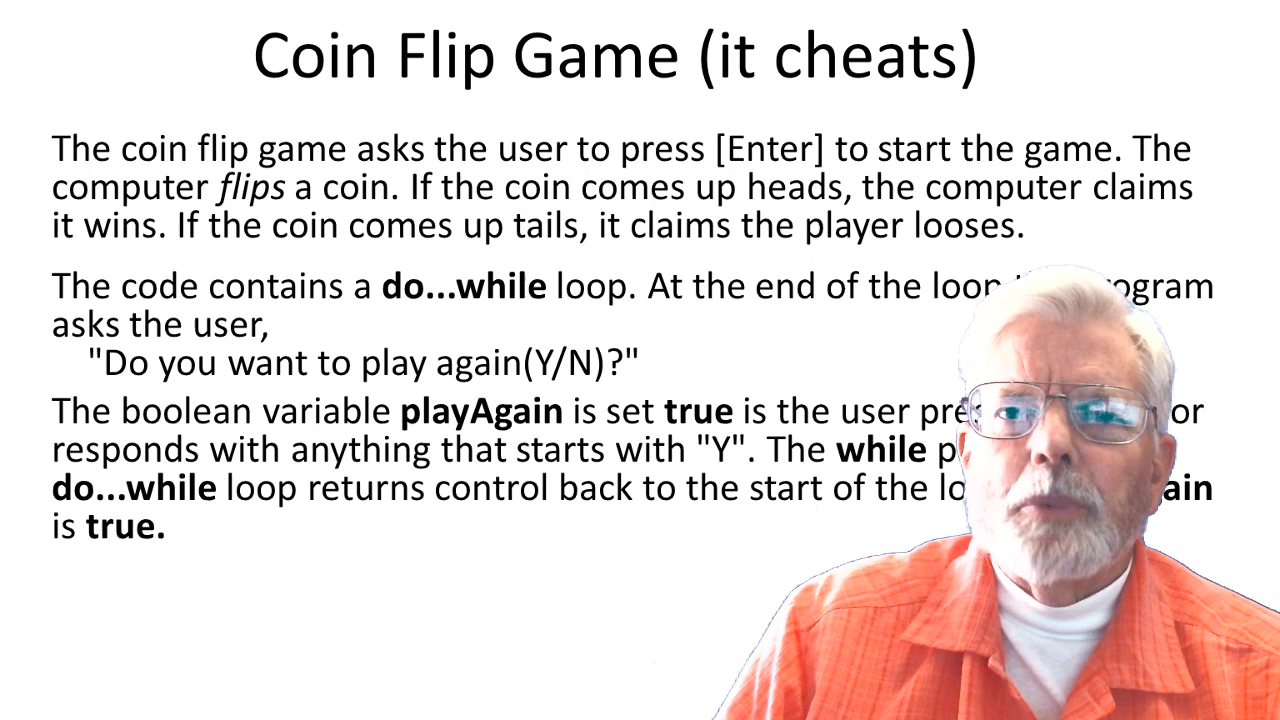 Coin Flip Game (it cheats)
The coin flip game asks the user to press [Enter] to start the game. The
computer flips a coin. If the coin comes up heads, the computer claims
it wins. If the coin comes up tails, it claims the player looses.
The code contains a do...while loop. At the end of the loop
asks the user,
"Do you want to play again(Y/N)?"
The boolean variable playAgain is set true is the user or
responds with anything that starts with "Y". The while
do...while loop returns control back to the start of the
is true.